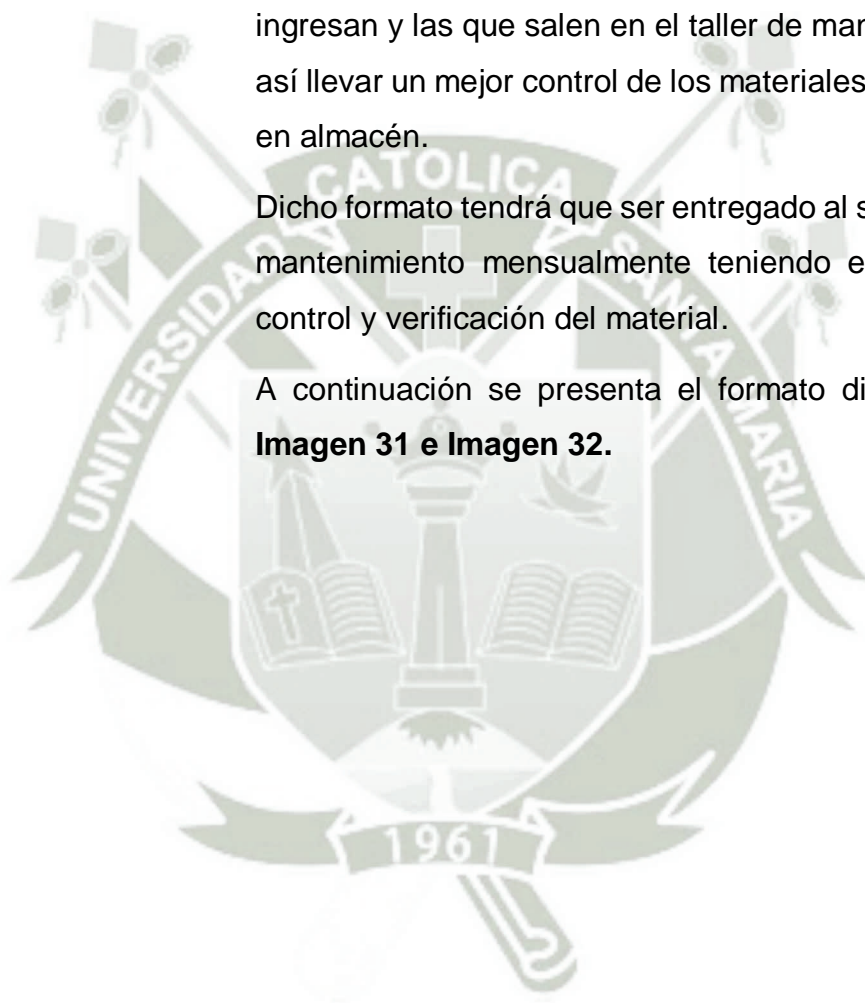 ingresan y las que salen en el taller de
así llevar un mejor control de los materiales
en almacén.
Dicho formato tendrá que ser entregado al
mantenimiento mensualmente teniendo
control y verificación del material.
A continuación se presenta el formato
Imagen 31 e Imagen 32.
UNIVERSIDAD CATOLICA SANTA MARIA
1961